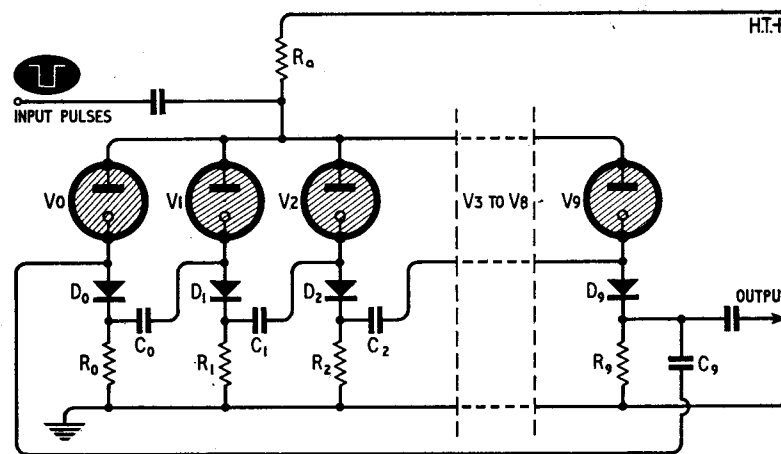 H.T.+
Ra
INPUT PULSES
V0 V1 V2 V3 TO V8 V9
D0 D1 D2 D9 OUTPUT
C0 C1 C2 C9
R0 R1 R2 R9